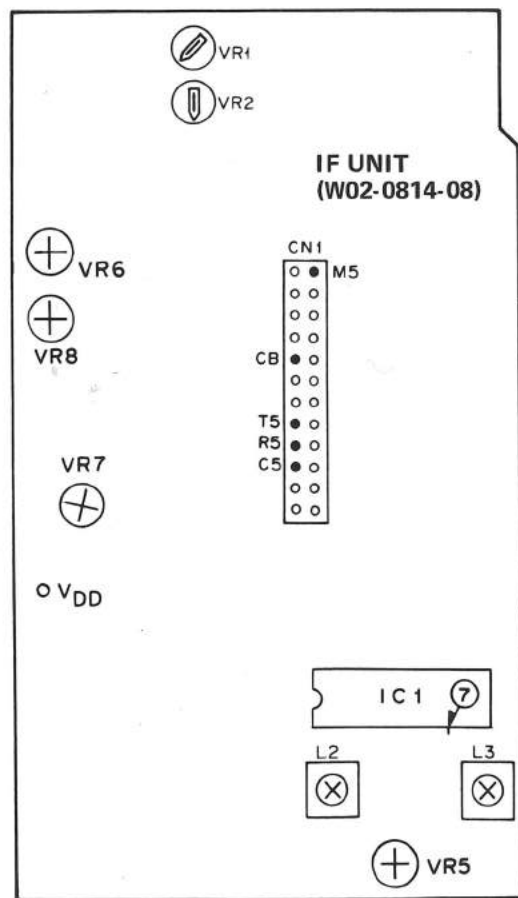 VR1
VR2
IF UNIT
(W02-0814-08)
CN1
M5
VR6
VR8
CB
T5
R5
C5
VR7
VDD
IC1
7
L2
L3
VR5